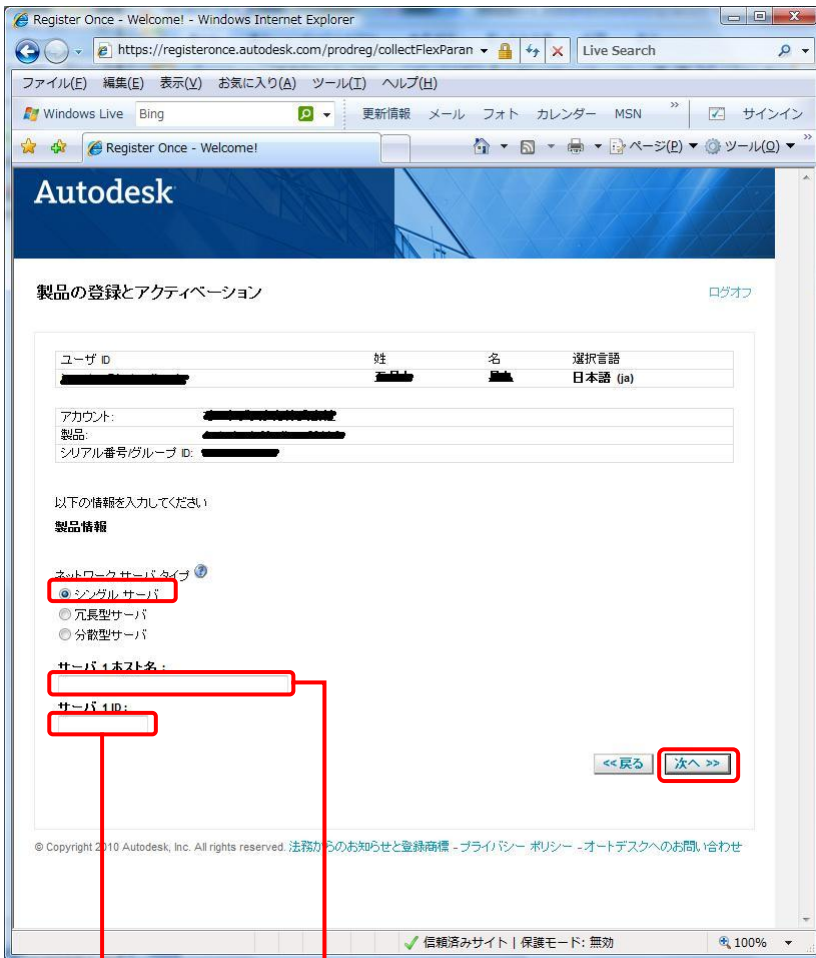 Register Once - Welcome! - Windows Internet Explorer
https://registeronce.autodesk.com/prodreg/collectFlexParan Live Search
ファイル(F) 編集(E) 表示(V) お気に入り(A) ツール(T) ヘルプ(H)
Windows Live Bing 更新情報 メール フォト カレンダー MSN » サインイン
Register Once - Welcome! ページ(P) ツール(O) »
Autodesk
製品の登録とアクティベーション ログオフ
ユーザ ID 姓 名 選択言語
日本語 (ja)
アカウント:
製品:
シリアル番号/グループ ID:
以下の情報を入力してください
製品情報
ネットワーク サーバ タイプ
シングル サーバ
冗長型サーバ
分散型サーバ
サーバ 1 ホスト名 :
サーバ 1 ID :
<<戻る 次へ >>
© Copyright 2010 Autodesk, Inc. All rights reserved. 法務からのお知らせと登録商標 - プライバシー ポリシー - オートデスクへのお問い合わせ
信頼済みサイト | 保護モード: 無効 100%